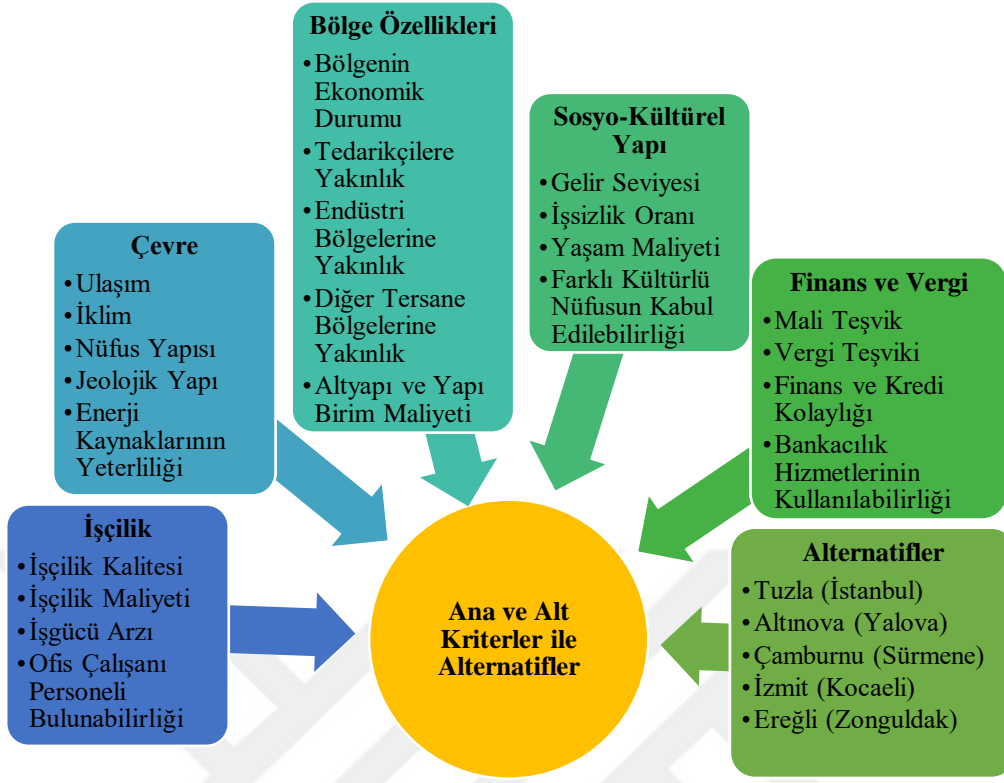 Bölge Özellikleri
•Bölgenin
Ekonomik
Durumu
•Tedarikçilere
Yakınlık
•Endüstri
Bölgelerine
Yakınlık
•Diğer Tersane
Bölgelerine
Yakınlık
•Altyapı ve Yapı
Birim Maliyeti
Sosyo-Kültürel
Yapı
•Gelir Seviyesi
•İşsizlik Oranı
•Yaşam Maliyeti
•Farklı Kültürlü
Nüfusun Kabul
Edilebilirliği
Çevre
•Ulaşım
•İklim
•Nüfus Yapısı
•Jeolojik Yapı
•Enerji
Kaynaklarının
Yeterliliği
Finans ve Vergi
•Mali Teşvik
•Vergi Teşviki
•Finans ve Kredi
Kolaylığı
•Bankacılık
Hizmetlerinin
Kullanılabilirliği
İşçilik
•İşçilik Kalitesi
•İşçilik Maliyeti
•İşgücü Arzı
•Ofis Çalışanı
Personeli
Bulunabilirliği
Ana ve Alt
Kriterler ile
Alternatifler
Alternatifler
•Tuzla (İstanbul)
•Altınova (Yalova)
•Çamburnu (Sürmene)
•İzmit (Kocaeli)
•Ereğli (Zonguldak)